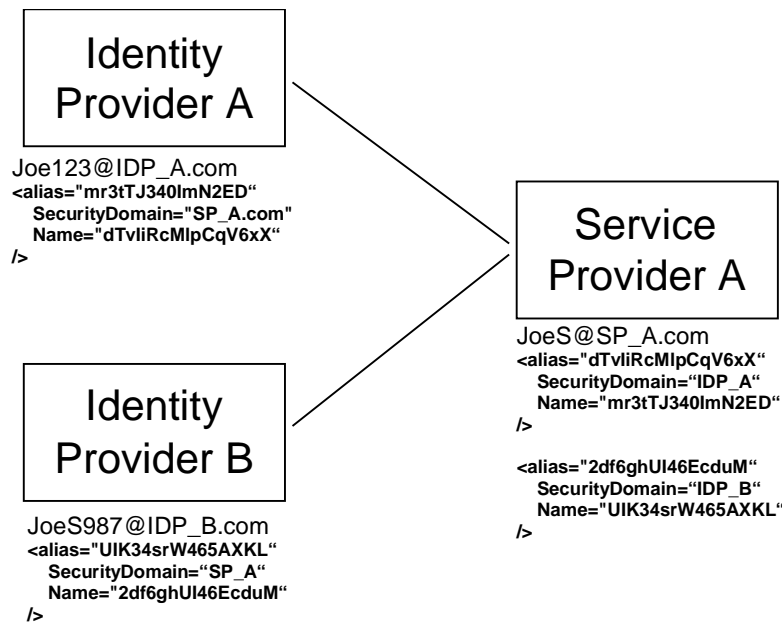 Identity
Provider A
Joe123@IDP_A.com
<alias="mr3tTJ340ImN2ED“
SecurityDomain="SP_A.com"
Name="dTvIiRcMlpCqV6xX“
/>
Service
Provider A
JoeS@SP_A.com
<alias="dTvIiRcMlpCqV6xX“
SecurityDomain=“IDP_A“
Name="mr3tTJ340ImN2ED“
/>
<alias="2df6ghUI46EcduM“
SecurityDomain=“IDP_B“
Name="UIK34srW465AXKL“
/>
Identity
Provider B
JoeS987@IDP_B.com
<alias="UIK34srW465AXKL“
SecurityDomain=“SP_A“
Name="2df6ghUI46EcduM“
/>